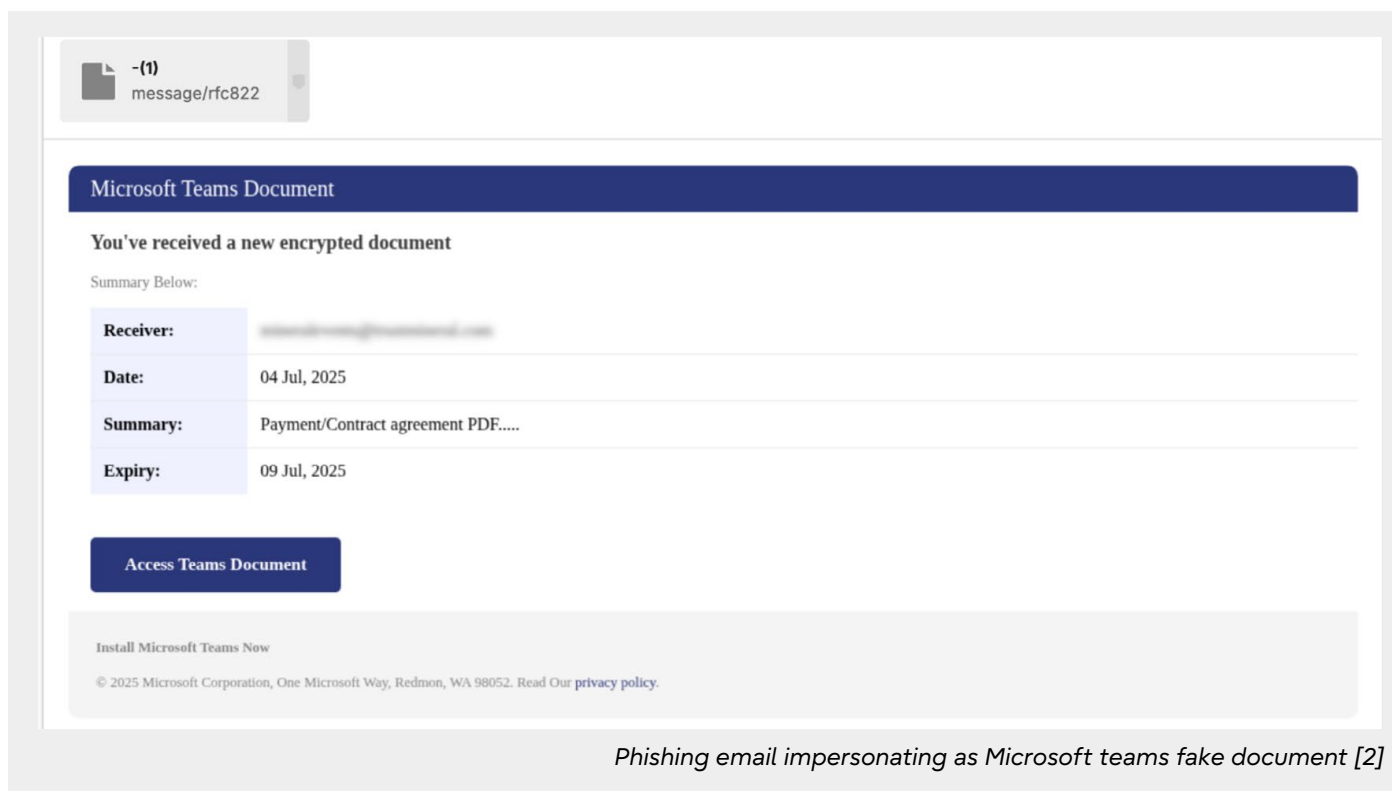 -(1)
message/rfc822
Microsoft Teams Document
You've received a new encrypted document
Summary Below:
Receiver:
Date: 04 Jul, 2025
Summary: Payment/Contract agreement PDF.....
Expiry: 09 Jul, 2025
Access Teams Document
Install Microsoft Teams Now
© 2025 Microsoft Corporation, One Microsoft Way, Redmon, WA 98052. Read Our privacy policy.
Phishing email impersonating as Microsoft teams fake document [2]